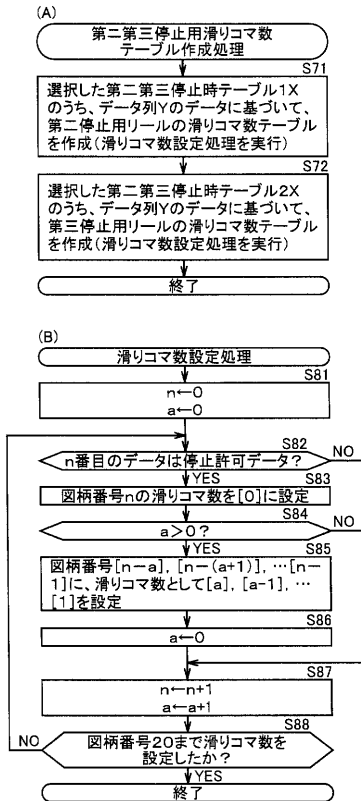 (A)
第二第三停止用滑りコマ数
テーブル作成処理
S71
選択した第二第三停止時テーブル1X
のうち、データ列Yのデータに基づいて、
第二停止用リールの滑りコマ数テーブル
を作成(滑りコマ数設定処理を実行)
S72
選択した第二第三停止時テーブル2X
のうち、データ列Yのデータに基づいて、
第三停止用リールの滑りコマ数テーブル
を作成(滑りコマ数設定処理を実行)
終了
(B)
滑りコマ数設定処理
S81
n←0
a←0
S82
n番目のデータは停止許可データ?
NO
YES
S83
図柄番号nの滑りコマ数を[0]に設定
S84
a>0?
NO
YES
S85
図柄番号[n-a],[n-(a+1)],…[n-
1]に、滑りコマ数として[a],[a-1],…
[1]を設定
S86
a←0
S87
n←n+1
a←a+1
S88
図柄番号20まで滑りコマ数を
設定したか?
NO
YES
終了